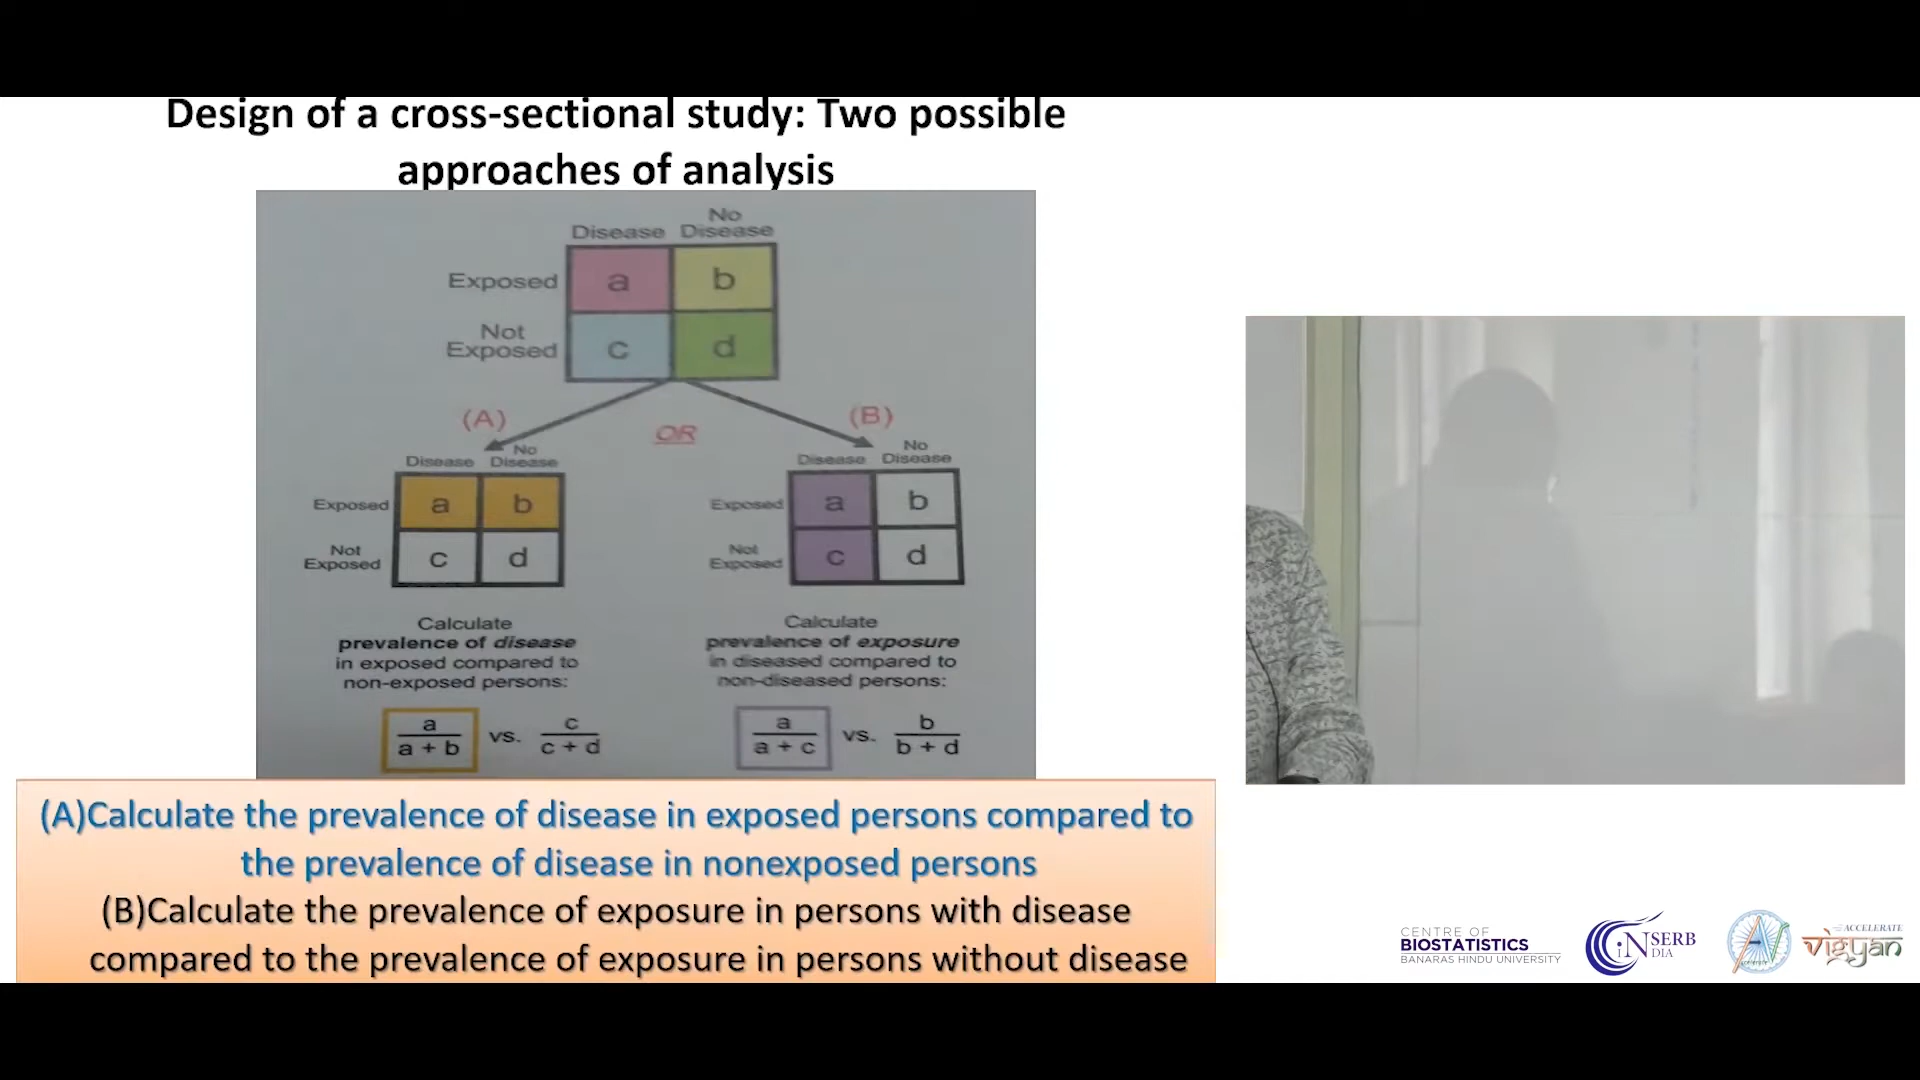 Design of a cross-sectional study: Two possible
approaches of analysis
No
Disease Disease
Exposed a b
Not
Exposed c d
(A) OR (B)
No
Disease Disease
Exposed a b
Not
Exposed c d
Calculate
prevalence of disease
in exposed compared to
non-exposed persons:
a
a + b
vs.
c
c + d
No
Disease Disease
Exposed a b
Not
Exposed c d
Calculate
prevalence of exposure
in diseased compared to
non-diseased persons:
a
a + c
vs.
b
b + d
(A)Calculate the prevalence of disease in exposed persons compared to
the prevalence of disease in nonexposed persons
(B)Calculate the prevalence of exposure in persons with disease
compared to the prevalence of exposure in persons without disease
CENTRE OF
BIOSTATISTICS
BANARAS HINDU UNIVERSITY
iN SERB
DIA
ACCELERATE
विज्ञान